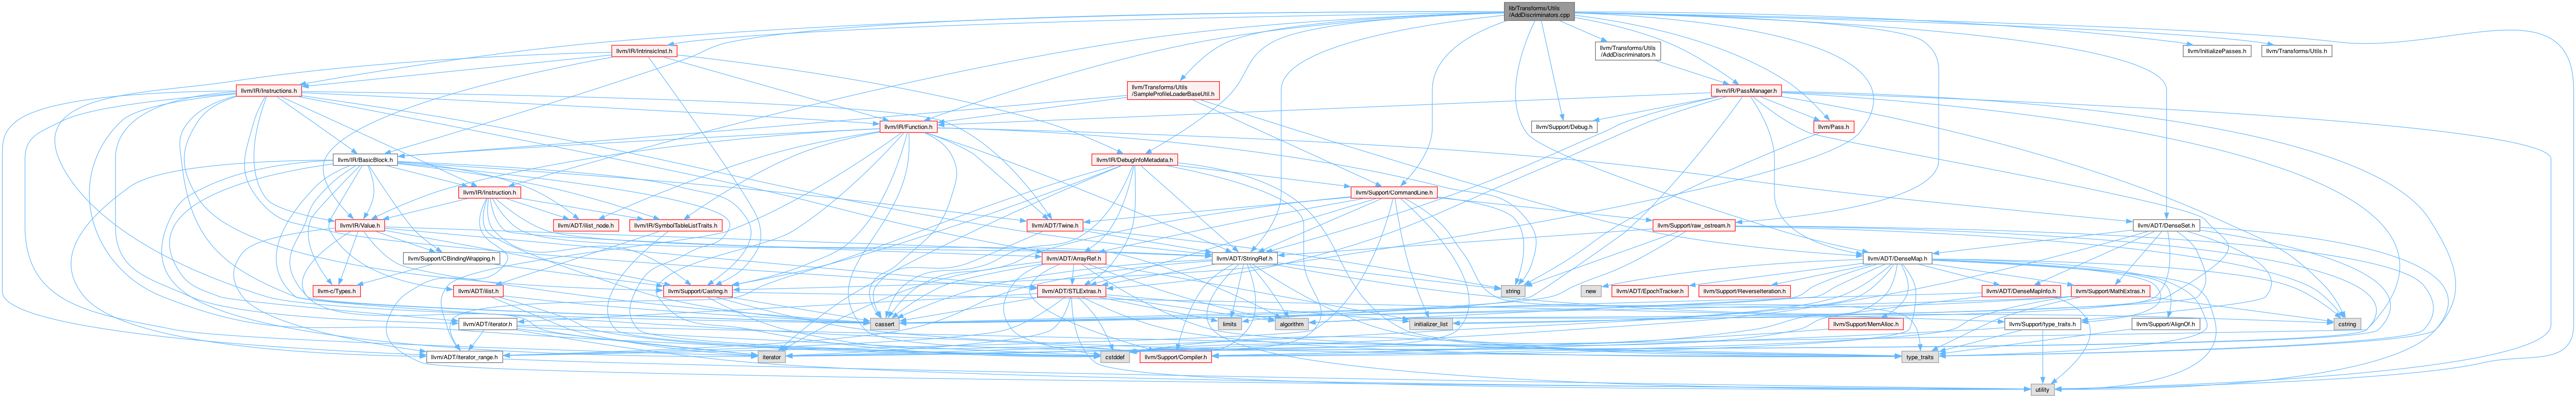 lib/Transforms/Utils
/AddDiscriminators.cpp
llvm/IR/IntrinsicInst.h
llvm/Transforms/Utils
/AddDiscriminators.h
llvm/InitializePasses.h
llvm/Transforms/Utils.h
llvm/IR/Instructions.h
llvm/Transforms/Utils
/SampleProfileLoaderBaseUtil.h
llvm/IR/PassManager.h
llvm/IR/Function.h
llvm/Support/Debug.h
llvm/Pass.h
llvm/IR/BasicBlock.h
llvm/IR/DebugInfoMetadata.h
llvm/IR/Instruction.h
llvm/Support/CommandLine.h
llvm/IR/Value.h
llvm/ADT/ilist_node.h
llvm/IR/SymbolTableListTraits.h
llvm/ADT/Twine.h
llvm/Support/raw_ostream.h
llvm/ADT/DenseSet.h
llvm/Support/CBindingWrapping.h
llvm/ADT/ArrayRef.h
llvm/ADT/StringRef.h
llvm/ADT/DenseMap.h
llvm-c/Types.h
llvm/ADT/ilist.h
llvm/Support/Casting.h
llvm/ADT/STLExtras.h
string
new
llvm/ADT/EpochTracker.h
llvm/Support/ReverseIteration.h
llvm/ADT/DenseMapInfo.h
llvm/Support/MathExtras.h
llvm/ADT/iterator.h
cassert
limits
algorithm
initializer_list
llvm/Support/MemAlloc.h
llvm/Support/type_traits.h
llvm/Support/AlignOf.h
cstring
llvm/ADT/iterator_range.h
iterator
cstddef
llvm/Support/Compiler.h
type_traits
utility